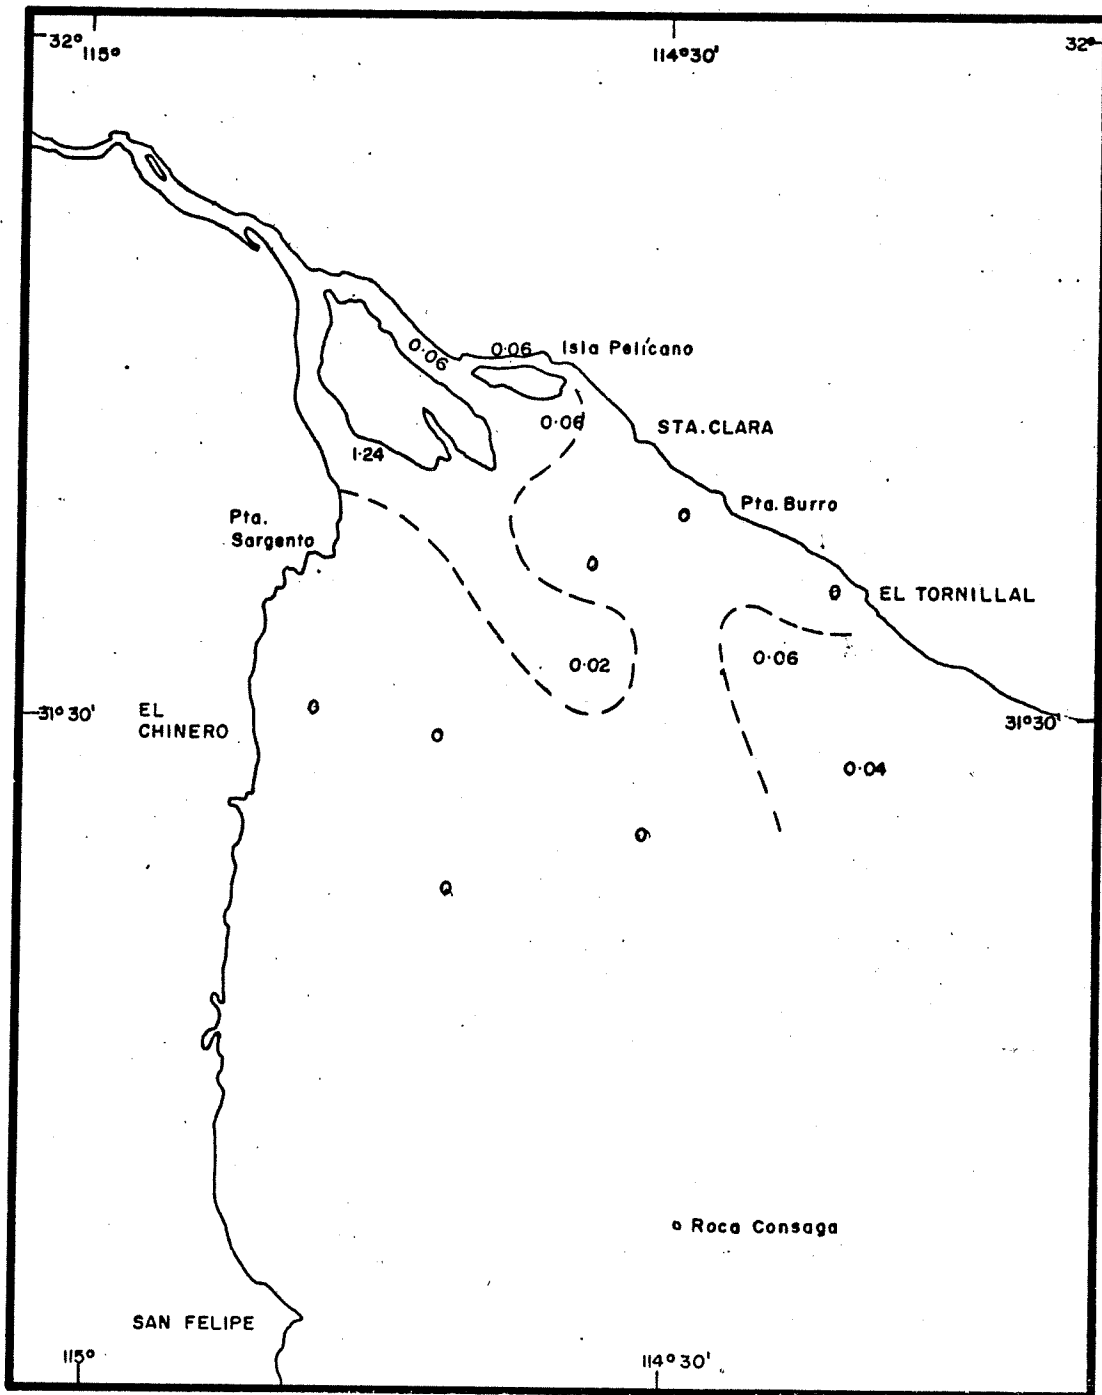 32°
115°
114°30'
32°
0·06
0·06
Isla Pelícano
0·06
STA. CLARA
1·24
Pta.
Sargento
Pta. Burro
0
0
0
EL TORNILLAL
0·02
0·06
31°30'
EL
CHINERO
0
0
31°30'
0·04
0
0
Roca Consaga
SAN FELIPE
115°
114°30'